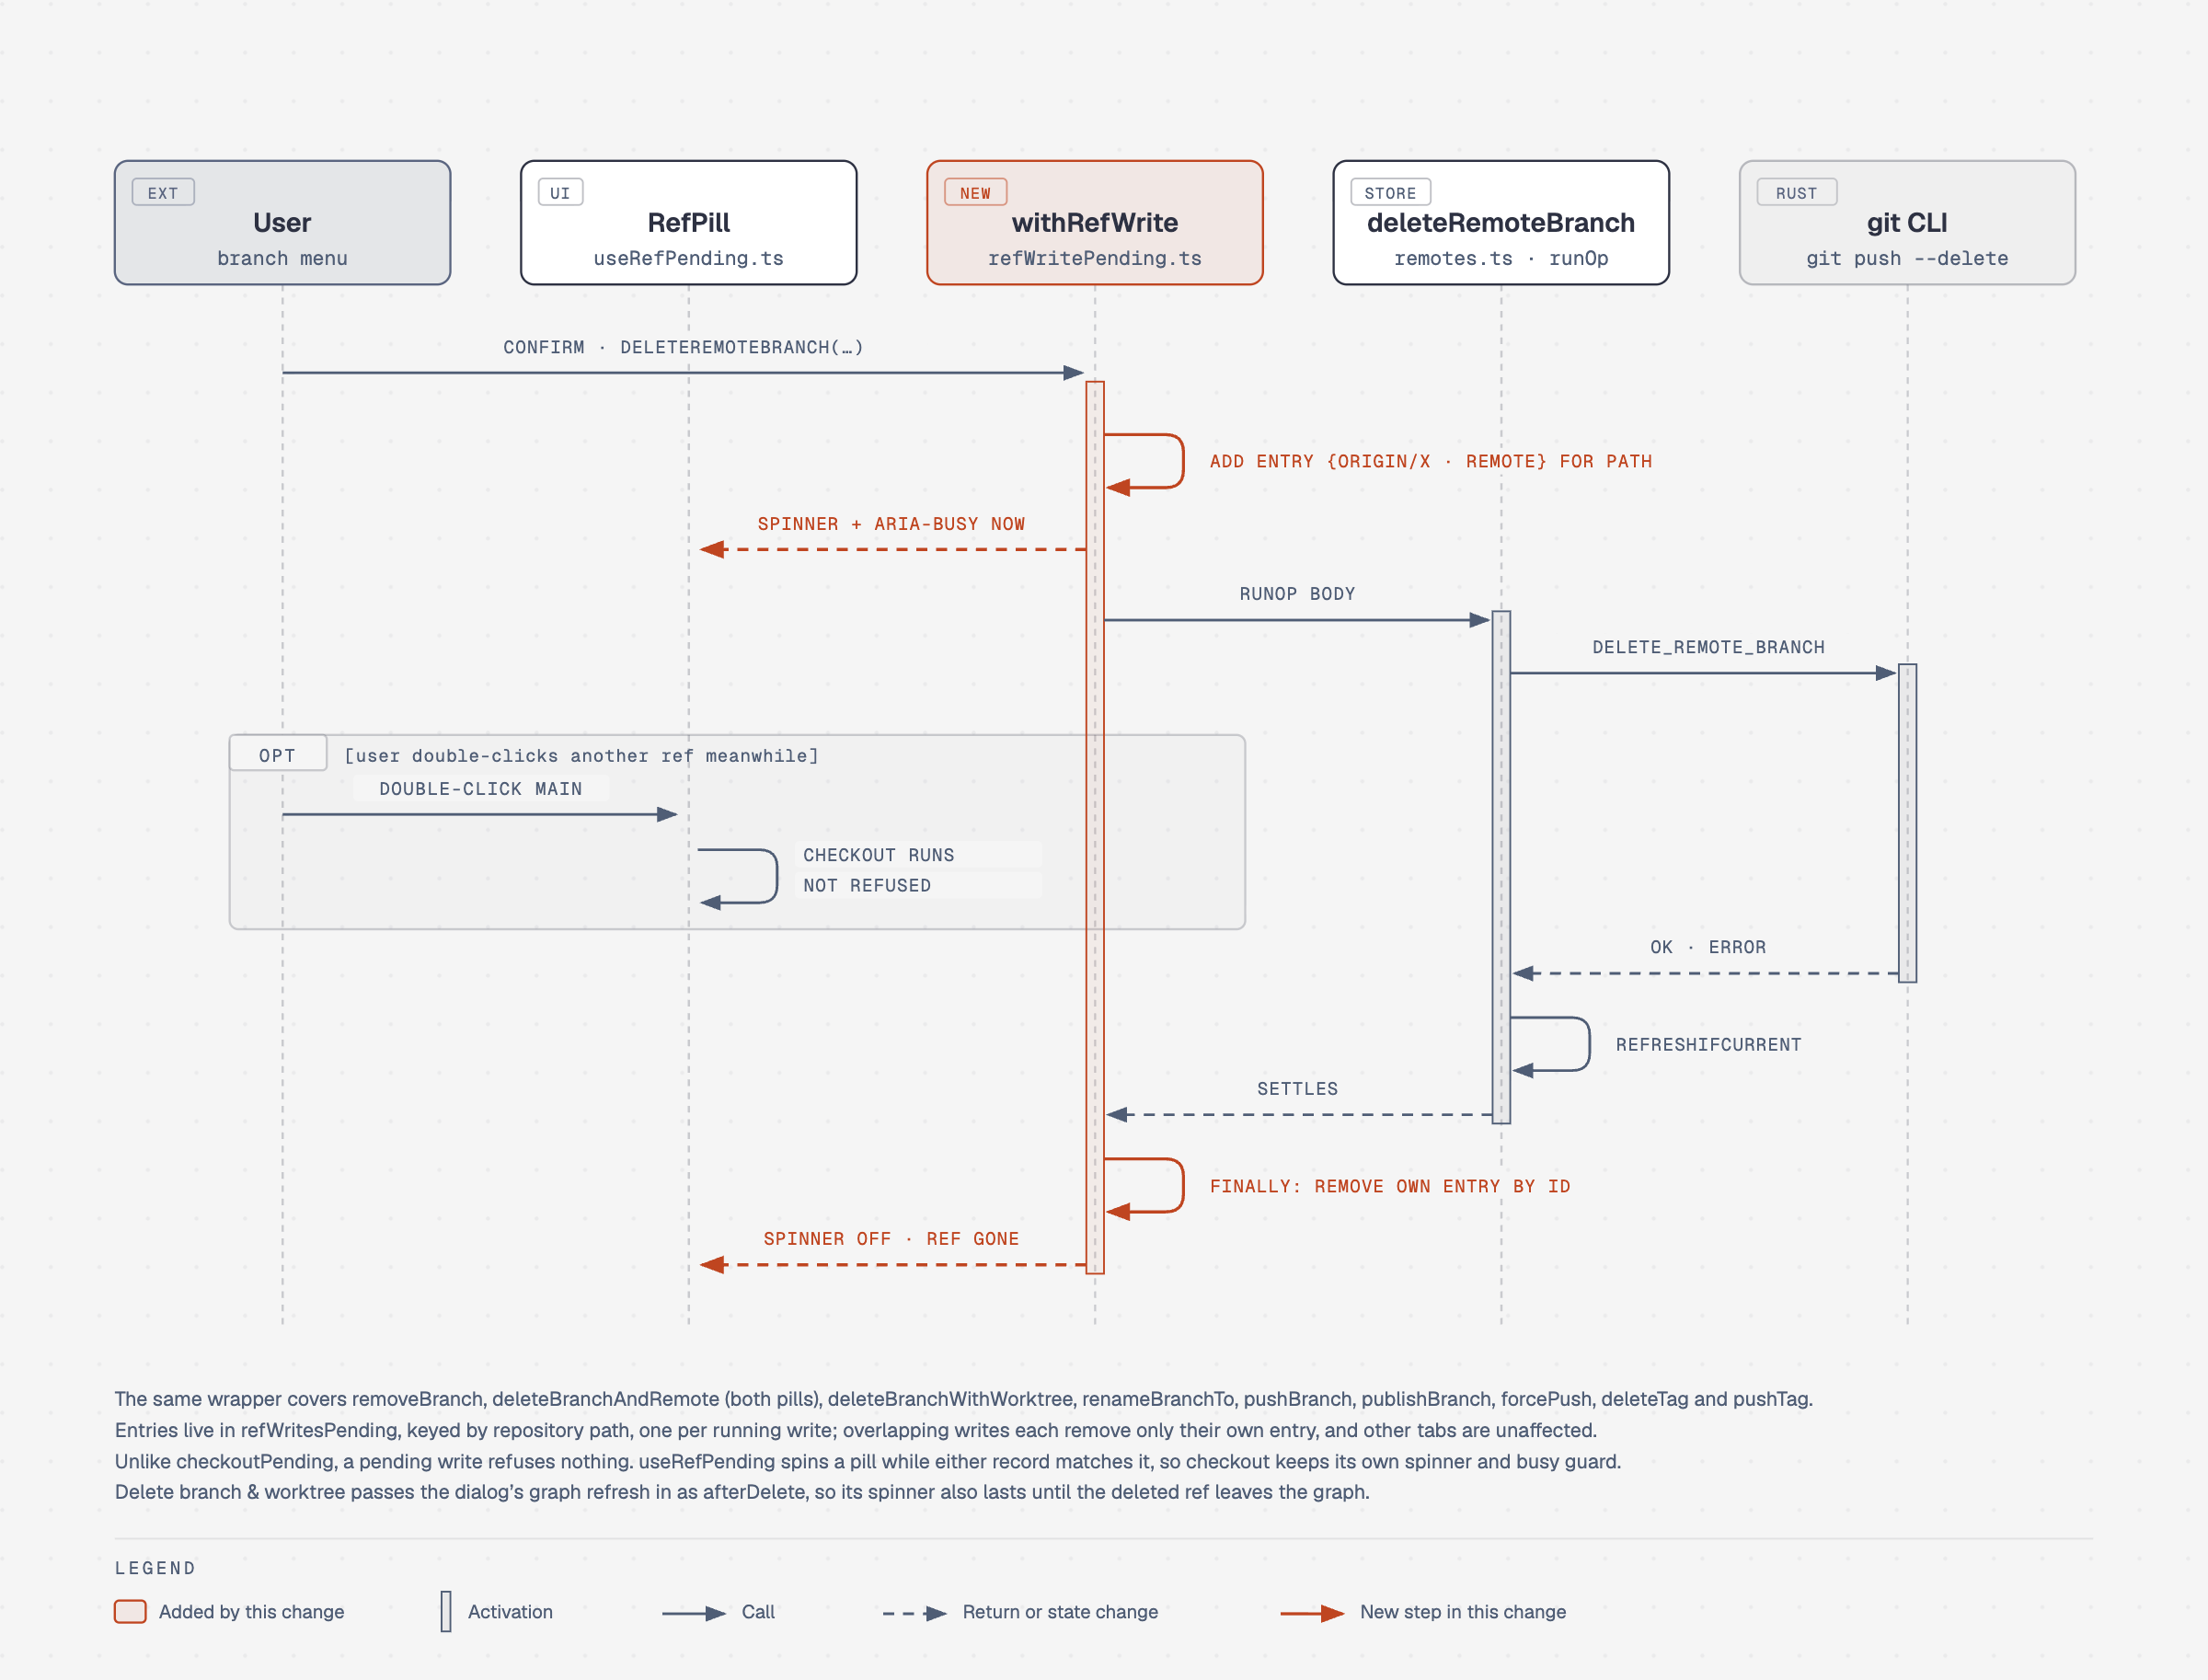 EXT
User
branch menu
UI
RefPill
useRefPending.ts
NEW
withRefWrite
refWritePending.ts
STORE
deleteRemoteBranch
remotes.ts · runOp
RUST
git CLI
git push --delete
CONFIRM · DELETEREMOTEBRANCH(…)
ADD ENTRY {ORIGIN/X · REMOTE} FOR PATH
SPINNER + ARIA-BUSY NOW
RUNOP BODY
DELETE_REMOTE_BRANCH
OPT [user double-clicks another ref meanwhile]
DOUBLE-CLICK MAIN
CHECKOUT RUNS
NOT REFUSED
OK · ERROR
REFRESHIFCURRENT
SETTLES
FINALLY: REMOVE OWN ENTRY BY ID
SPINNER OFF · REF GONE
The same wrapper covers removeBranch, deleteBranchAndRemote (both pills), deleteBranchWithWorktree, renameBranchTo, pushBranch, publishBranch, forcePush, deleteTag and pushTag.
Entries live in refWritesPending, keyed by repository path, one per running write; overlapping writes each remove only their own entry, and other tabs are unaffected.
Unlike checkoutPending, a pending write refuses nothing. useRefPending spins a pill while either record matches it, so checkout keeps its own spinner and busy guard.
Delete branch & worktree passes the dialog’s graph refresh in as afterDelete, so its spinner also lasts until the deleted ref leaves the graph.
LEGEND
Added by this change
Activation
Call
Return or state change
New step in this change